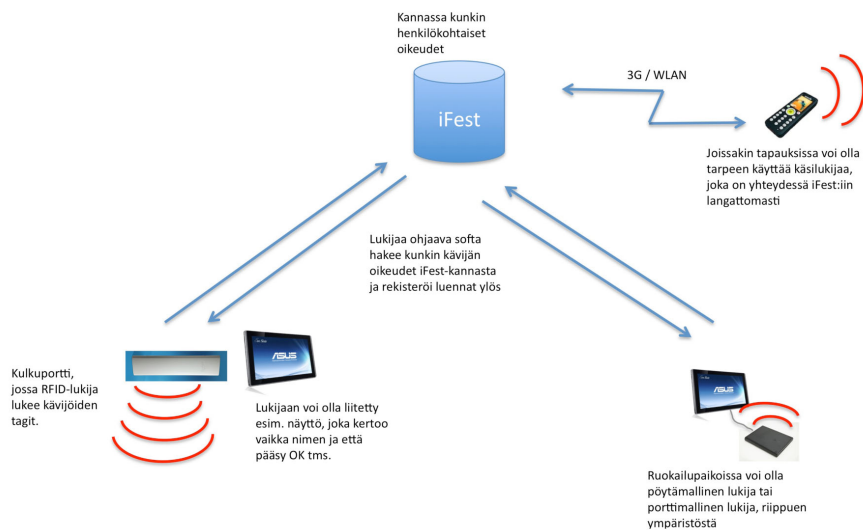 Kannassa kunkin
henkilökohtaiset
oikeudet
iFest
3G / WLAN
Joissakin tapauksissa voi olla
tarpeen käyttää käsilukijaa,
joka on yhteydessä iFest:iin
langattomasti
Lukijaa ohjaava softa
hakee kunkin kävijän
oikeudet iFest-kannasta
ja rekisteröi luennat ylös
Kulkuportti,
jossa RFID-lukija
lukee kävijöiden
tagit.
ASUS
Lukijaan voi olla liitetty
esim. näyttö, joka kertoo
vaikka nimen ja että
pääsy OK tms.
ASUS
Ruokailupaikoissa voi olla
pöytämallinen lukija tai
porttimallinen lukija, riippuen
ympäristöstä